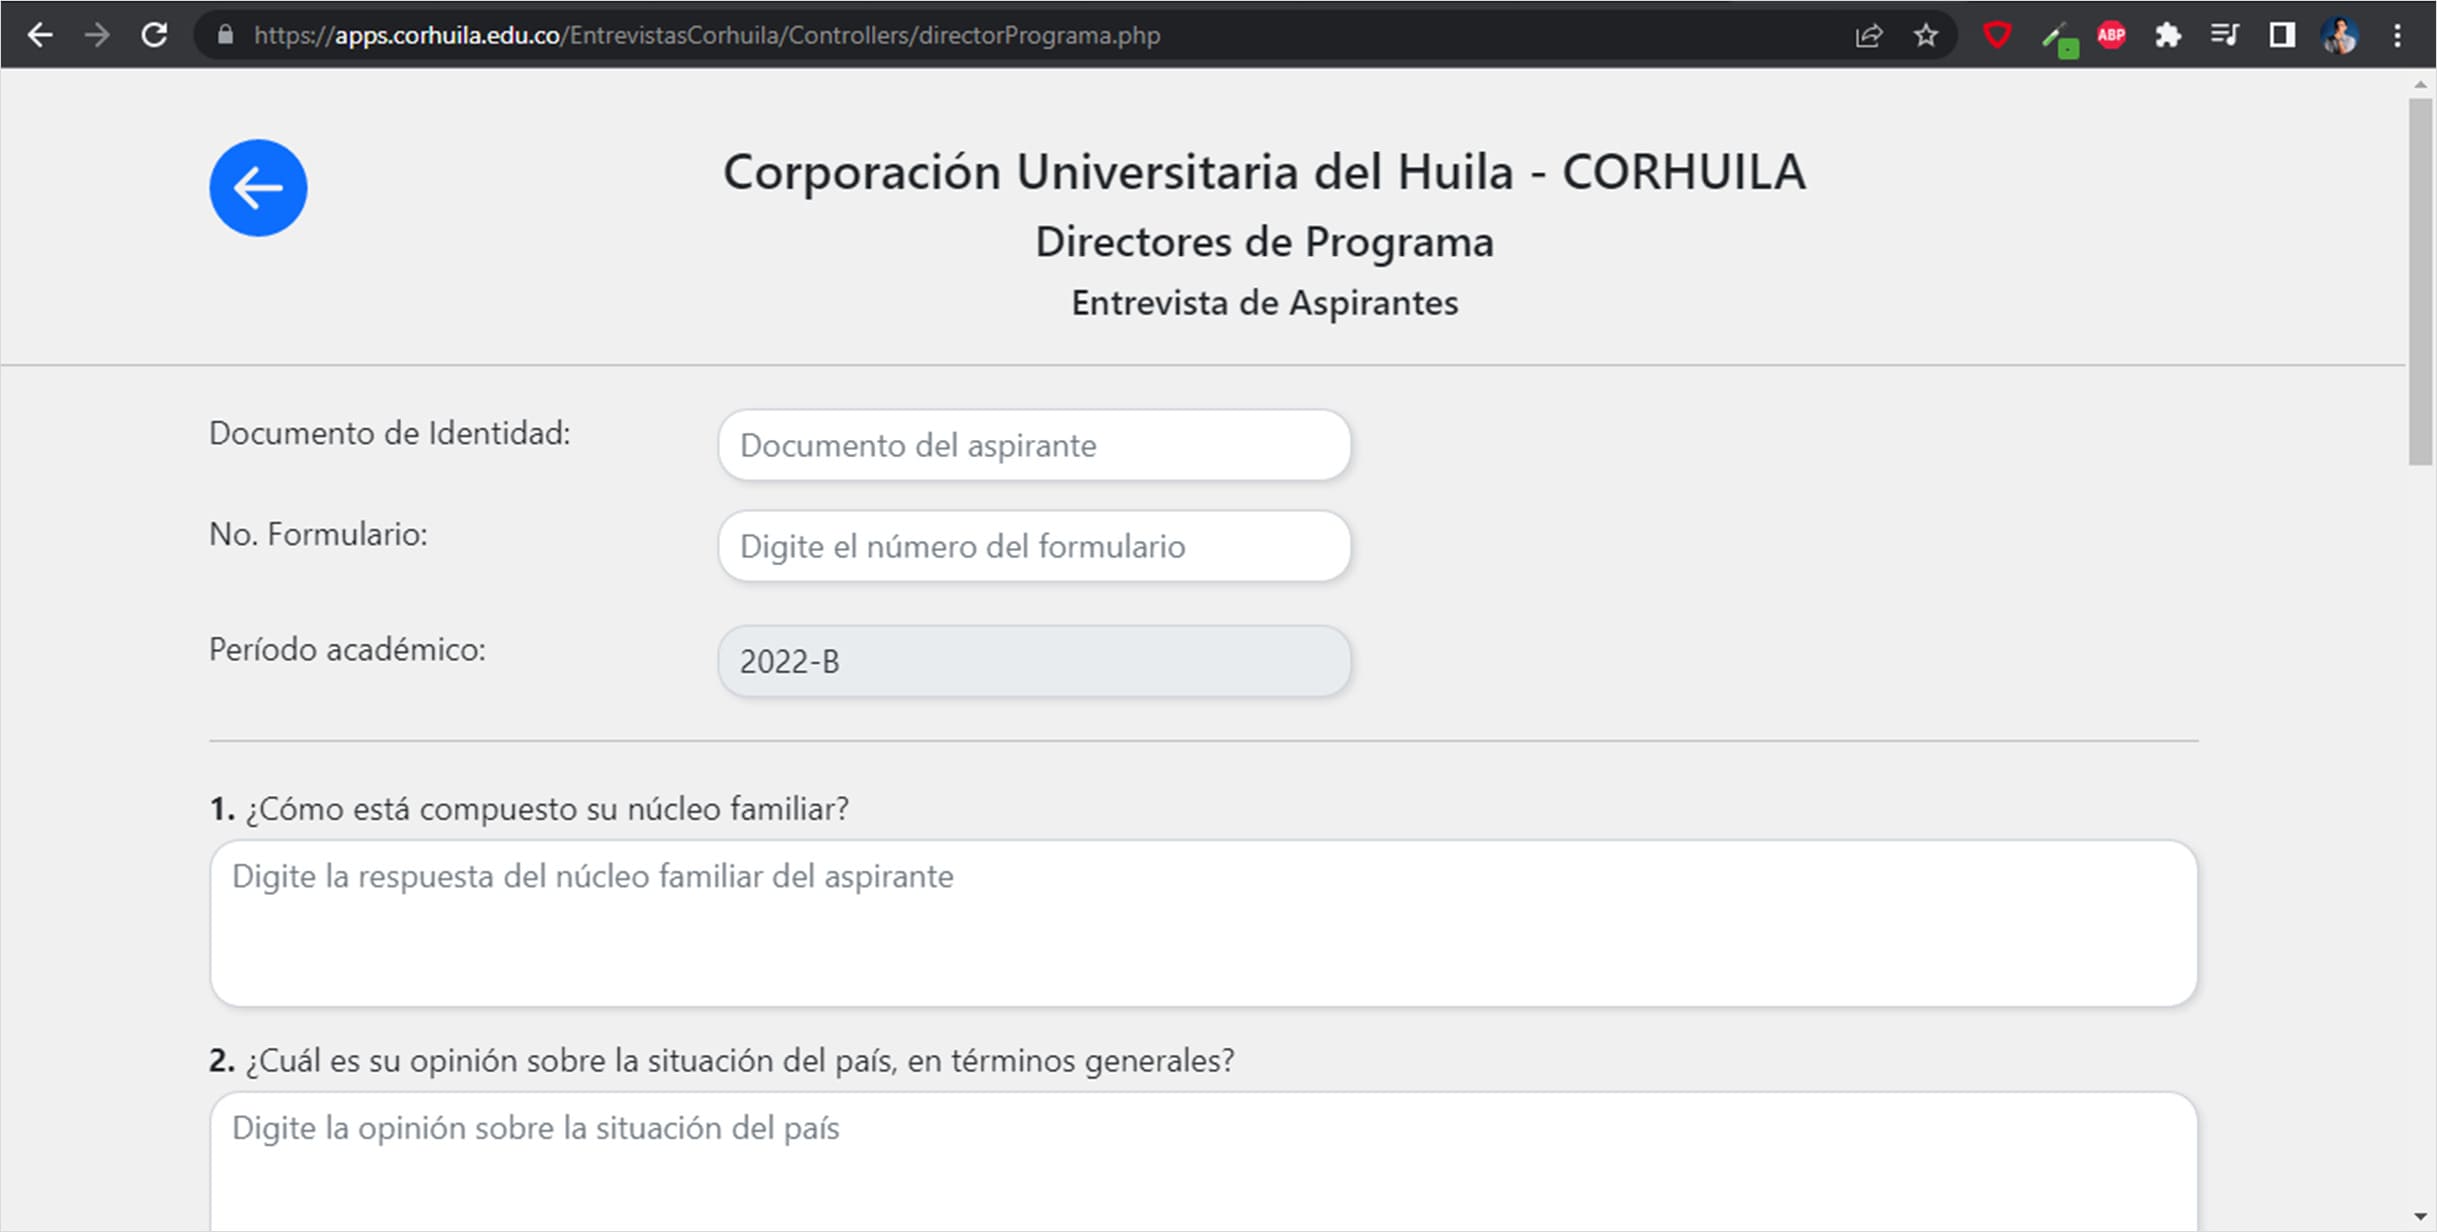 https://apps.corhuila.edu.co/EntrevistasCorhuila/Controllers/directorPrograma.php
ABP
Corporación Universitaria del Huila - CORHUILA
Directores de Programa
Entrevista de Aspirantes
Documento de Identidad:
Documento del aspirante
No. Formulario:
Digite el número del formulario
Período académico:
2022-B
1. ¿Cómo está compuesto su núcleo familiar?
Digite la respuesta del núcleo familiar del aspirante
2. ¿Cuál es su opinión sobre la situación del país, en términos generales?
Digite la opinión sobre la situación del país